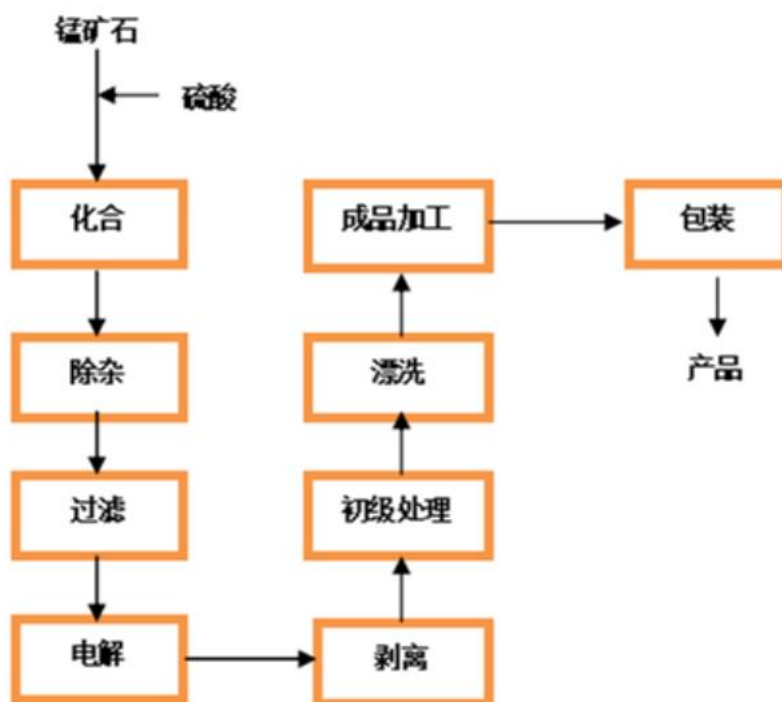 锰矿石
硫酸
化合
除杂
过滤
电解
剥离
初级处理
漂洗
成品加工
包装
产品